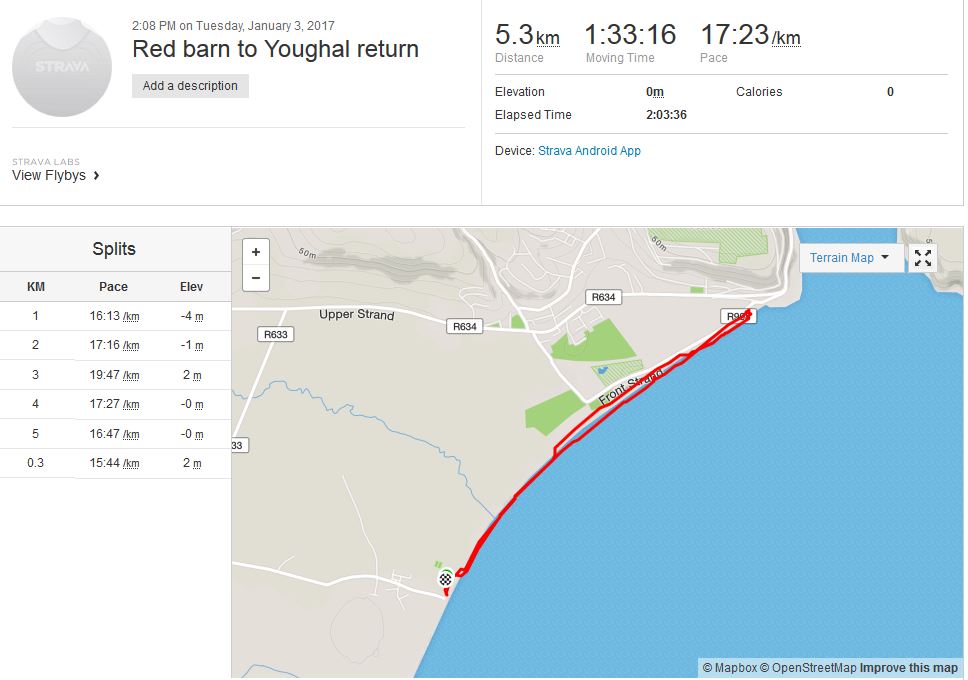 2:08 PM on Tuesday, January 3, 2017
Red barn to Youghal return
STRAVA
Add a description
STRAVA LABS
View Flybys
5.3km 1:33:16 17:23/km
Distance Moving Time Pace
Elevation 0m Calories 0
Elapsed Time 2:03:36
Device: Strava Android App
Splits
KM Pace Elev
1 16:13 /km -4 m
2 17:16 /km -1 m
3 19:47 /km 2 m
4 17:27 /km -0 m
5 16:47 /km -0 m
0.3 15:44 /km 2 m
+
−
50m
50m
Terrain Map
R634
Upper Strand
R634
R633
Front Strand
33
© Mapbox © OpenStreetMap Improve this map